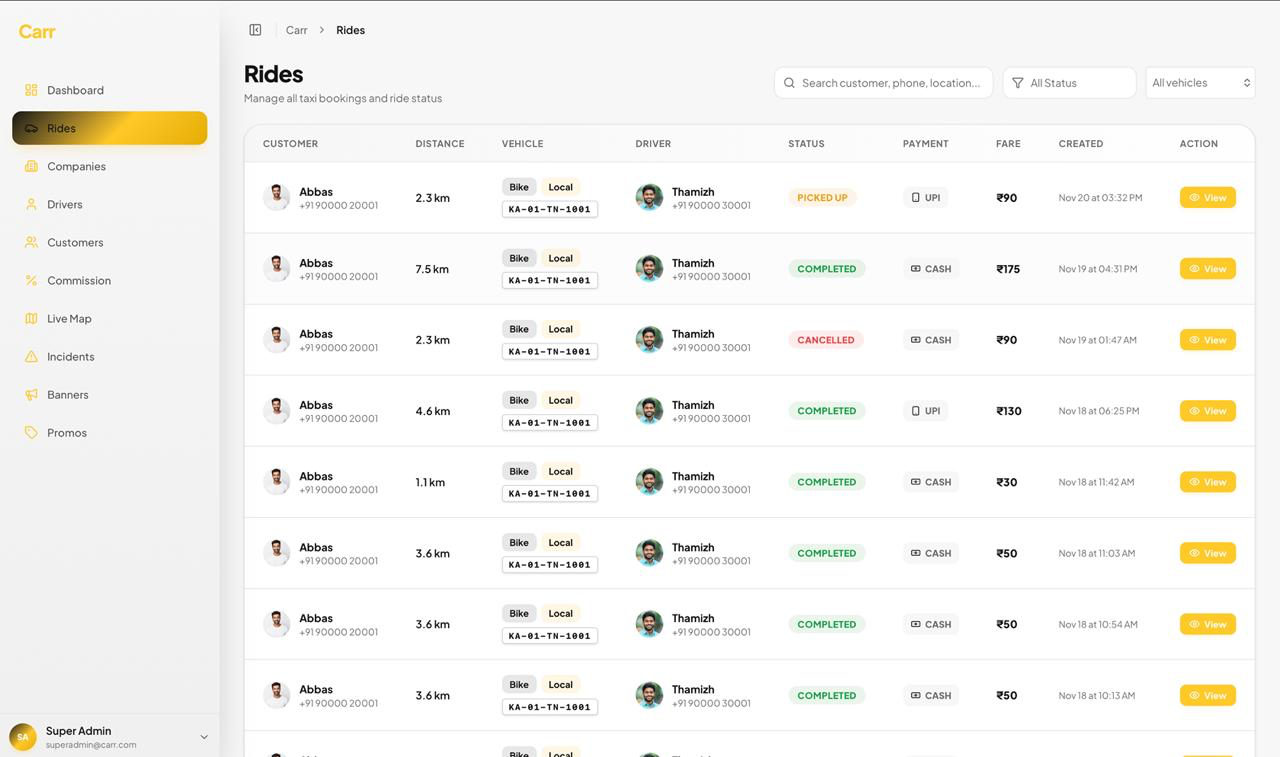 Carr
Dashboard
Rides
Companies
Drivers
Customers
Commission
Live Map
Incidents
Banners
Promos
SA
Super Admin
superadmin@carr.com
Carr > Rides
Rides
Manage all taxi bookings and ride status
Search customer, phone, location...
All Status
All vehicles
CUSTOMER DISTANCE VEHICLE DRIVER STATUS PAYMENT FARE CREATED ACTION
Abbas
+91 90000 20001
2.3 km
Bike Local
KA-01-TN-1001
Thamizh
+91 90000 30001
PICKED UP
UPI
₹90
Nov 20 at 03:32 PM
View
Abbas
+91 90000 20001
7.5 km
Bike Local
KA-01-TN-1001
Thamizh
+91 90000 30001
COMPLETED
CASH
₹175
Nov 19 at 04:31 PM
View
Abbas
+91 90000 20001
2.3 km
Bike Local
KA-01-TN-1001
Thamizh
+91 90000 30001
CANCELLED
CASH
₹90
Nov 19 at 01:47 AM
View
Abbas
+91 90000 20001
4.6 km
Bike Local
KA-01-TN-1001
Thamizh
+91 90000 30001
COMPLETED
UPI
₹130
Nov 18 at 06:25 PM
View
Abbas
+91 90000 20001
1.1 km
Bike Local
KA-01-TN-1001
Thamizh
+91 90000 30001
COMPLETED
CASH
₹30
Nov 18 at 11:42 AM
View
Abbas
+91 90000 20001
3.6 km
Bike Local
KA-01-TN-1001
Thamizh
+91 90000 30001
COMPLETED
CASH
₹50
Nov 18 at 11:03 AM
View
Abbas
+91 90000 20001
3.6 km
Bike Local
KA-01-TN-1001
Thamizh
+91 90000 30001
COMPLETED
CASH
₹50
Nov 18 at 10:54 AM
View
Abbas
+91 90000 20001
3.6 km
Bike Local
KA-01-TN-1001
Thamizh
+91 90000 30001
COMPLETED
CASH
₹50
Nov 18 at 10:13 AM
View
Bike Local